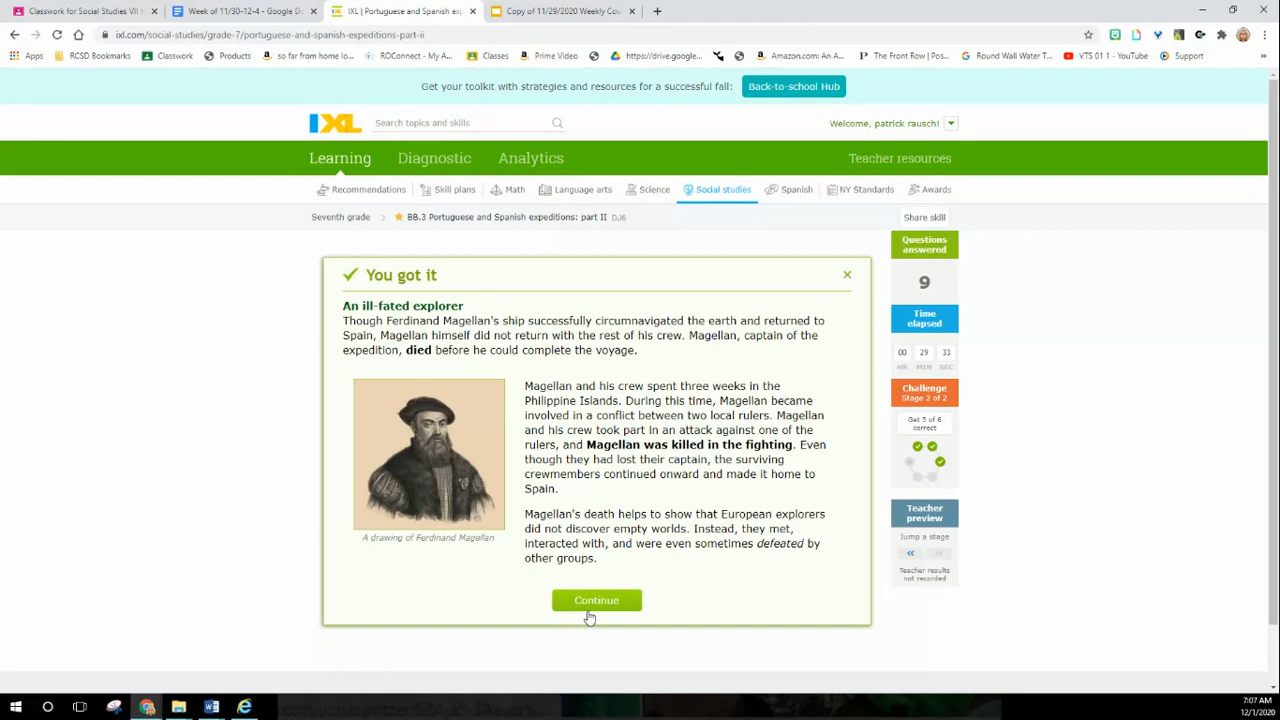 Classwork for Social Studies VII H
Week of 11/30-12-4 - Google Do
IXL | Portuguese and Spanish exp
Copy of 11/29/2020 Weekly Cou
ixl.com/social-studies/grade-7/portuguese-and-spanish-expeditions-part-ii
Apps
RCSD Bookmarks
Classwork
Products
so far from home lo...
ROConnect - My L...
Classes
Prime Video
https://drive.google...
Amazon.com: An A...
The Front Row | Pos...
Round Wall Water T...
VTS 01 1 - YouTube
Support
Get your toolkit with strategies and resources for a successful fall:
Back-to-school Hub
IXL
Search topics and skills
Welcome, patrick rausch!
Learning
Diagnostic
Analytics
Teacher resources
Recommendations
Skill plans
Math
Language arts
Science
Social studies
Spanish
NY Standards
Awards
Seventh grade > BB.3 Portuguese and Spanish expeditions: part II DJ6
Share skill
You got it
An ill-fated explorer
Though Ferdinand Magellan's ship successfully circumnavigated the earth and returned to
Spain, Magellan himself did not return with the rest of his crew. Magellan, captain of the
expedition, died before he could complete the voyage.
Magellan and his crew spent three weeks in the
Philippine Islands. During this time, Magellan became
involved in a conflict between two local rulers. Magellan
and his crew took part in an attack against one of the
rulers, and Magellan was killed in the fighting. Even
though they had lost their captain, the surviving
crewmembers continued onward and made it home to
Spain.
A drawing of Ferdinand Magellan
Magellan's death helps to show that European explorers
did not discover empty worlds. Instead, they met,
interacted with, and were even sometimes defeated by
other groups.
Continue
Questions
answered
9
Time
elapsed
00 29 33
HR MIN SEC
Challenge
Stage 2 of 2
Get 5 of 6
correct
Teacher
preview
Jump a stage
Teacher results
not recorded
7:07 AM
12/1/2020